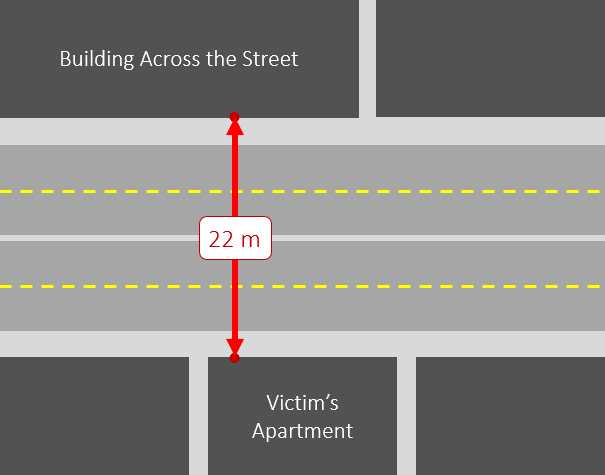 Building Across the Street
22 m
Victim’s
Apartment